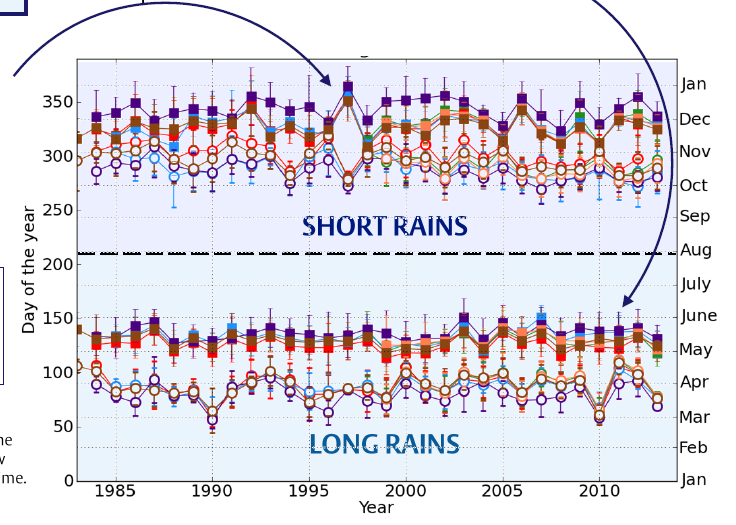 350
300
250
200
150
100
50
0
Day of the year
Jan
Dec
Nov
Oct
Sep
Aug
July
June
May
Apr
Mar
Feb
Jan
SHORT RAINS
LONG RAINS
1985 1990 1995 2000 2005 2010
Year
me.